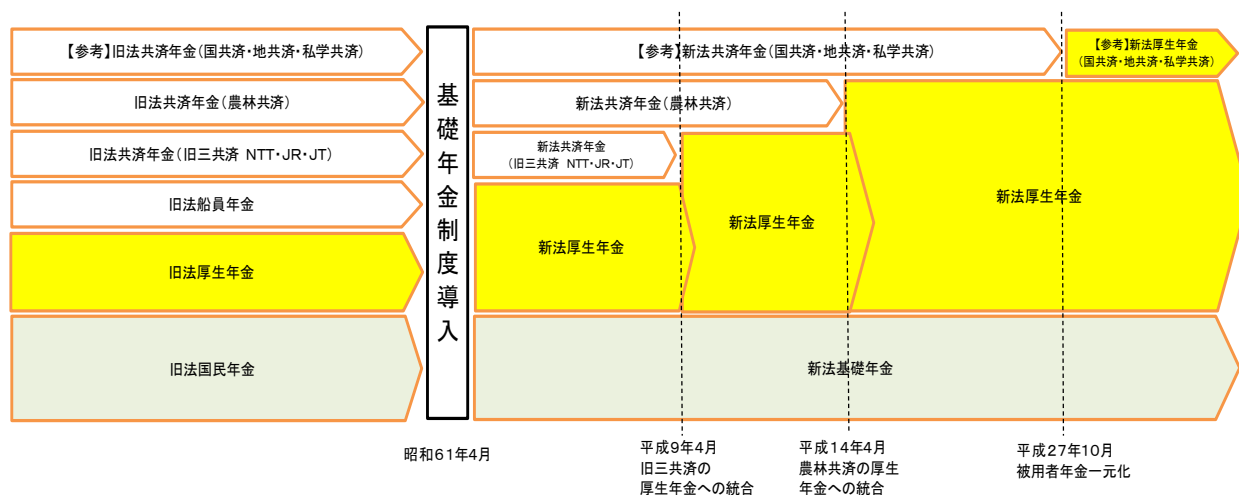 【参考】旧法共済年金(国共済・地共済・私学共済)
旧法共済年金(農林共済)
旧法共済年金(旧三共済 NTT・JR・JT)
旧法船員年金
旧法厚生年金
旧法国民年金
基礎年金制度導入
【参考】新法共済年金(国共済・地共済・私学共済)
【参考】新法厚生年金
(国共済・地共済・私学共済)
新法共済年金(農林共済)
新法共済年金
(旧三共済 NTT・JR・JT)
新法厚生年金
新法厚生年金
新法厚生年金
新法基礎年金
昭和61年4月
平成9年4月
旧三共済の
厚生年金への統合
平成14年4月
農林共済の厚生
年金への統合
平成27年10月
被用者年金一元化